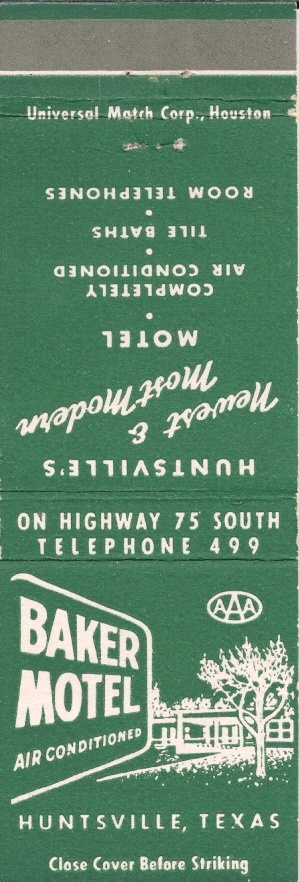 Universal Match Corp., Houston
HUNTSVILLE'S
Newest &
Most Modern
MOTEL
•
COMPLETELY
AIR CONDITIONED
•
TILE BATHS
•
ROOM TELEPHONES
ON HIGHWAY 75 SOUTH
TELEPHONE 499
AAA
BAKER
MOTEL
AIR CONDITIONED
HUNTSVILLE, TEXAS
Close Cover Before Striking